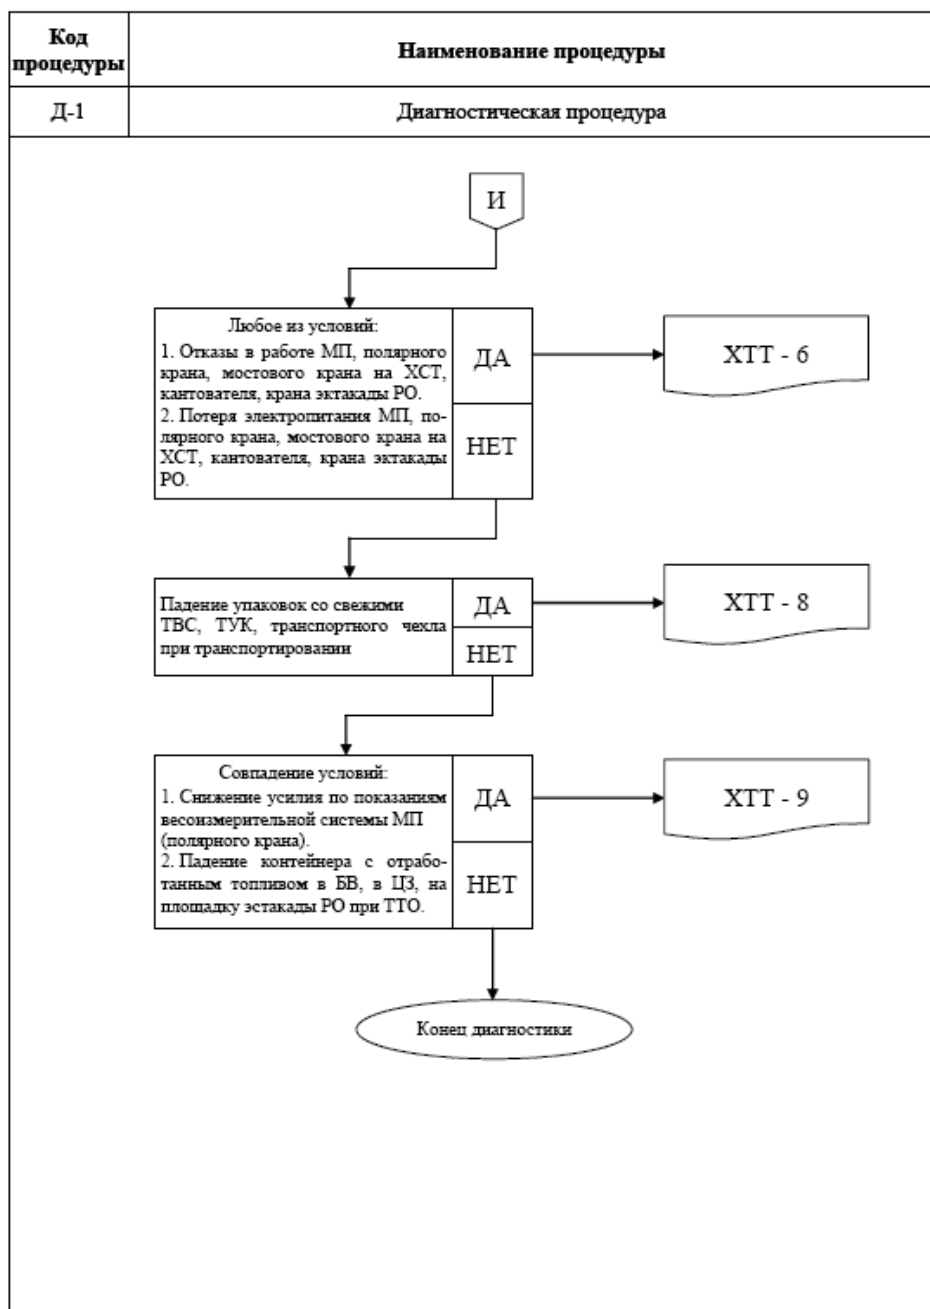 Код
процедуры
Наименование процедуры
Д-1
Диагностическая процедура
И
Любое из условий:
1. Отказы в работе МП, полярного
крана, мостового крана на ХСТ,
кантователя, крана эктакады РО.
2. Потеря электропитания МП, по-
лярного крана, мостового крана на
ХСТ, кантователя, крана эктакады
РО.
ДА
НЕТ
ХТТ - 6
Падение упаковок со свежими
ТВС, ТУК, транспортного чехла
при транспортировании
ДА
НЕТ
ХТТ - 8
Совпадение условий:
1. Снижение усилия по показаниям
весоизмерительной системы МП
(полярного крана).
2. Падение контейнера с отрабо-
танным топливом в БВ, в ЦЗ, на
площадку эстакады РО при ТТО.
ДА
НЕТ
ХТТ - 9
Конец диагностики